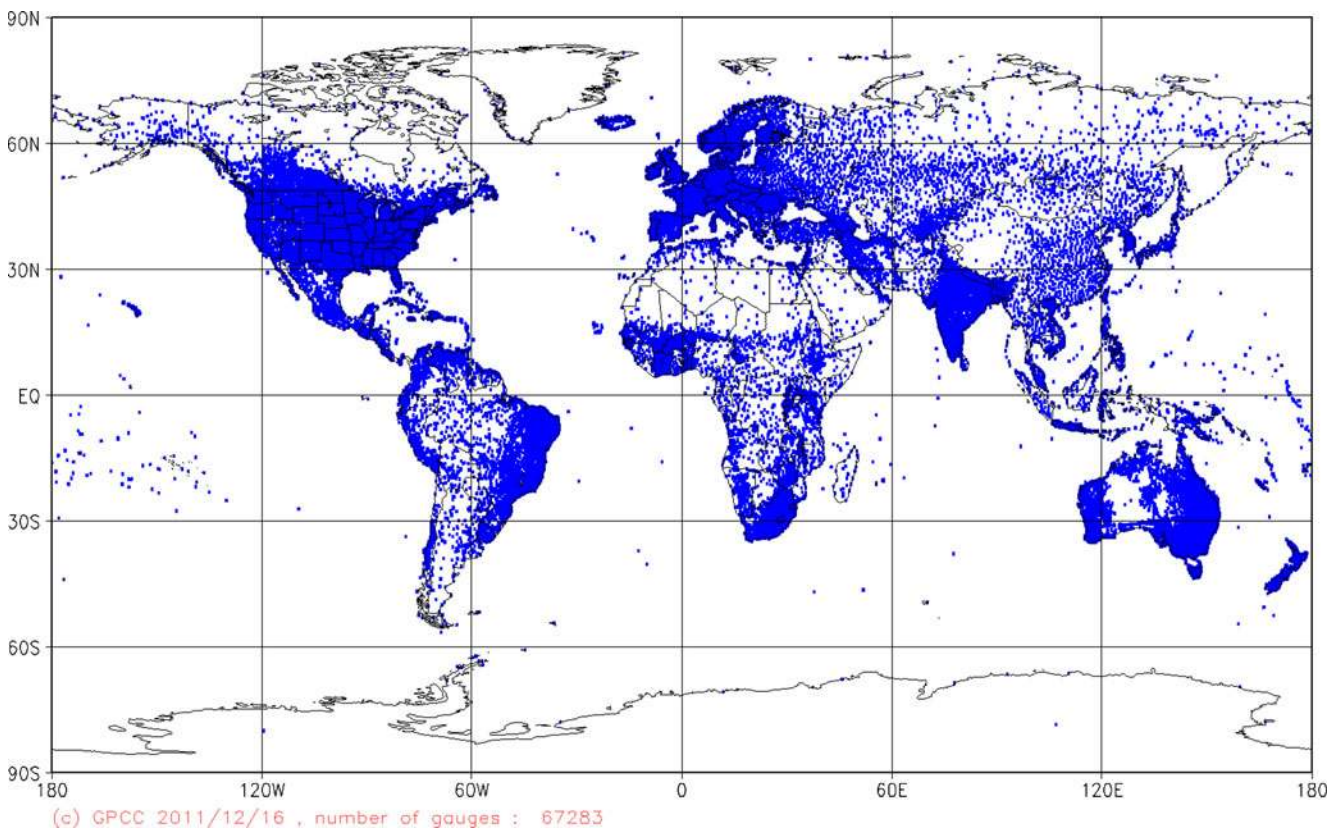 90N
60N
30N
EQ
30S
60S
90S
180 120W 60W 0 60E 120E 180
(c) GPCC 2011/12/16 , number of gauges : 67283